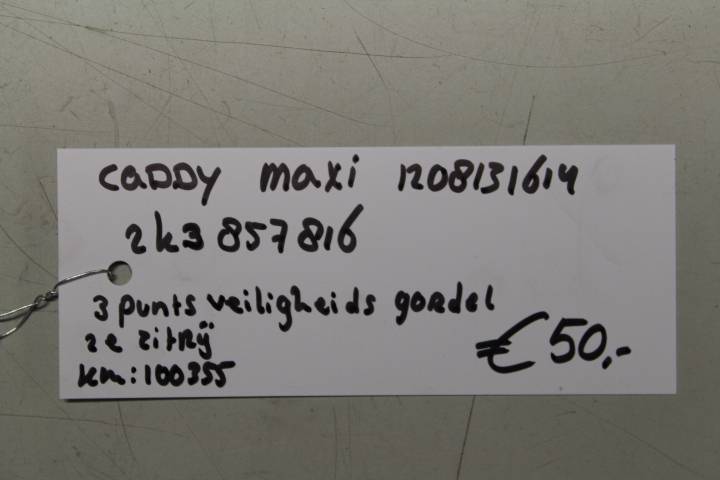 CADDY maxi 1208131614
2k3 857 816
3 punts veiligheids gordel
2e zitrij
km: 100355
€50,-